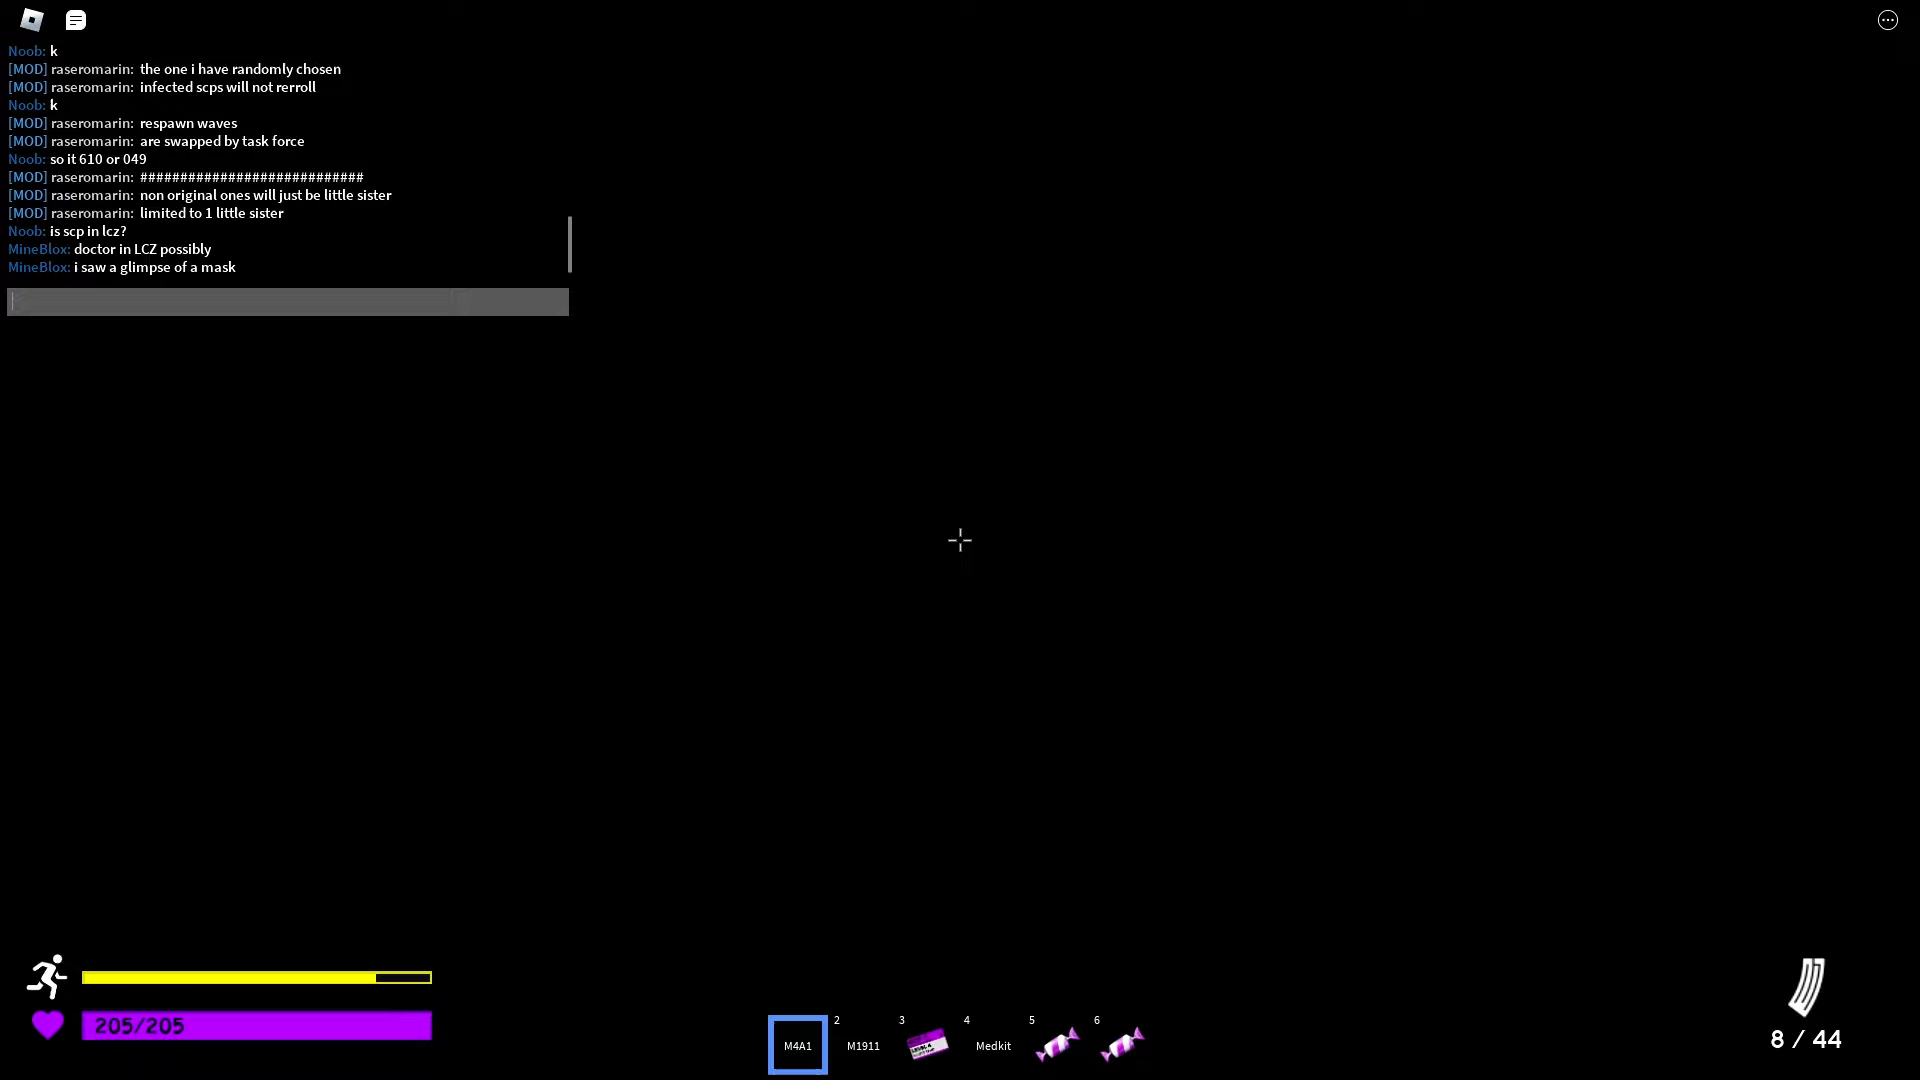 Noob: k
[MOD] raseromarin: the one i have randomly chosen
[MOD] raseromarin: infected scps will not rerroll
Noob: k
[MOD] raseromarin: respawn waves
[MOD] raseromarin: are swapped by task force
Noob: so it 610 or 049
[MOD] raseromarin: ############################
[MOD] raseromarin: non original ones will just be little sister
[MOD] raseromarin: limited to 1 little sister
Noob: is scp in lcz?
MineBlox: doctor in LCZ possibly
MineBlox: i saw a glimpse of a mask
205/205
M4A1
2
M1911
3
4
Medkit
5
6
8 / 44